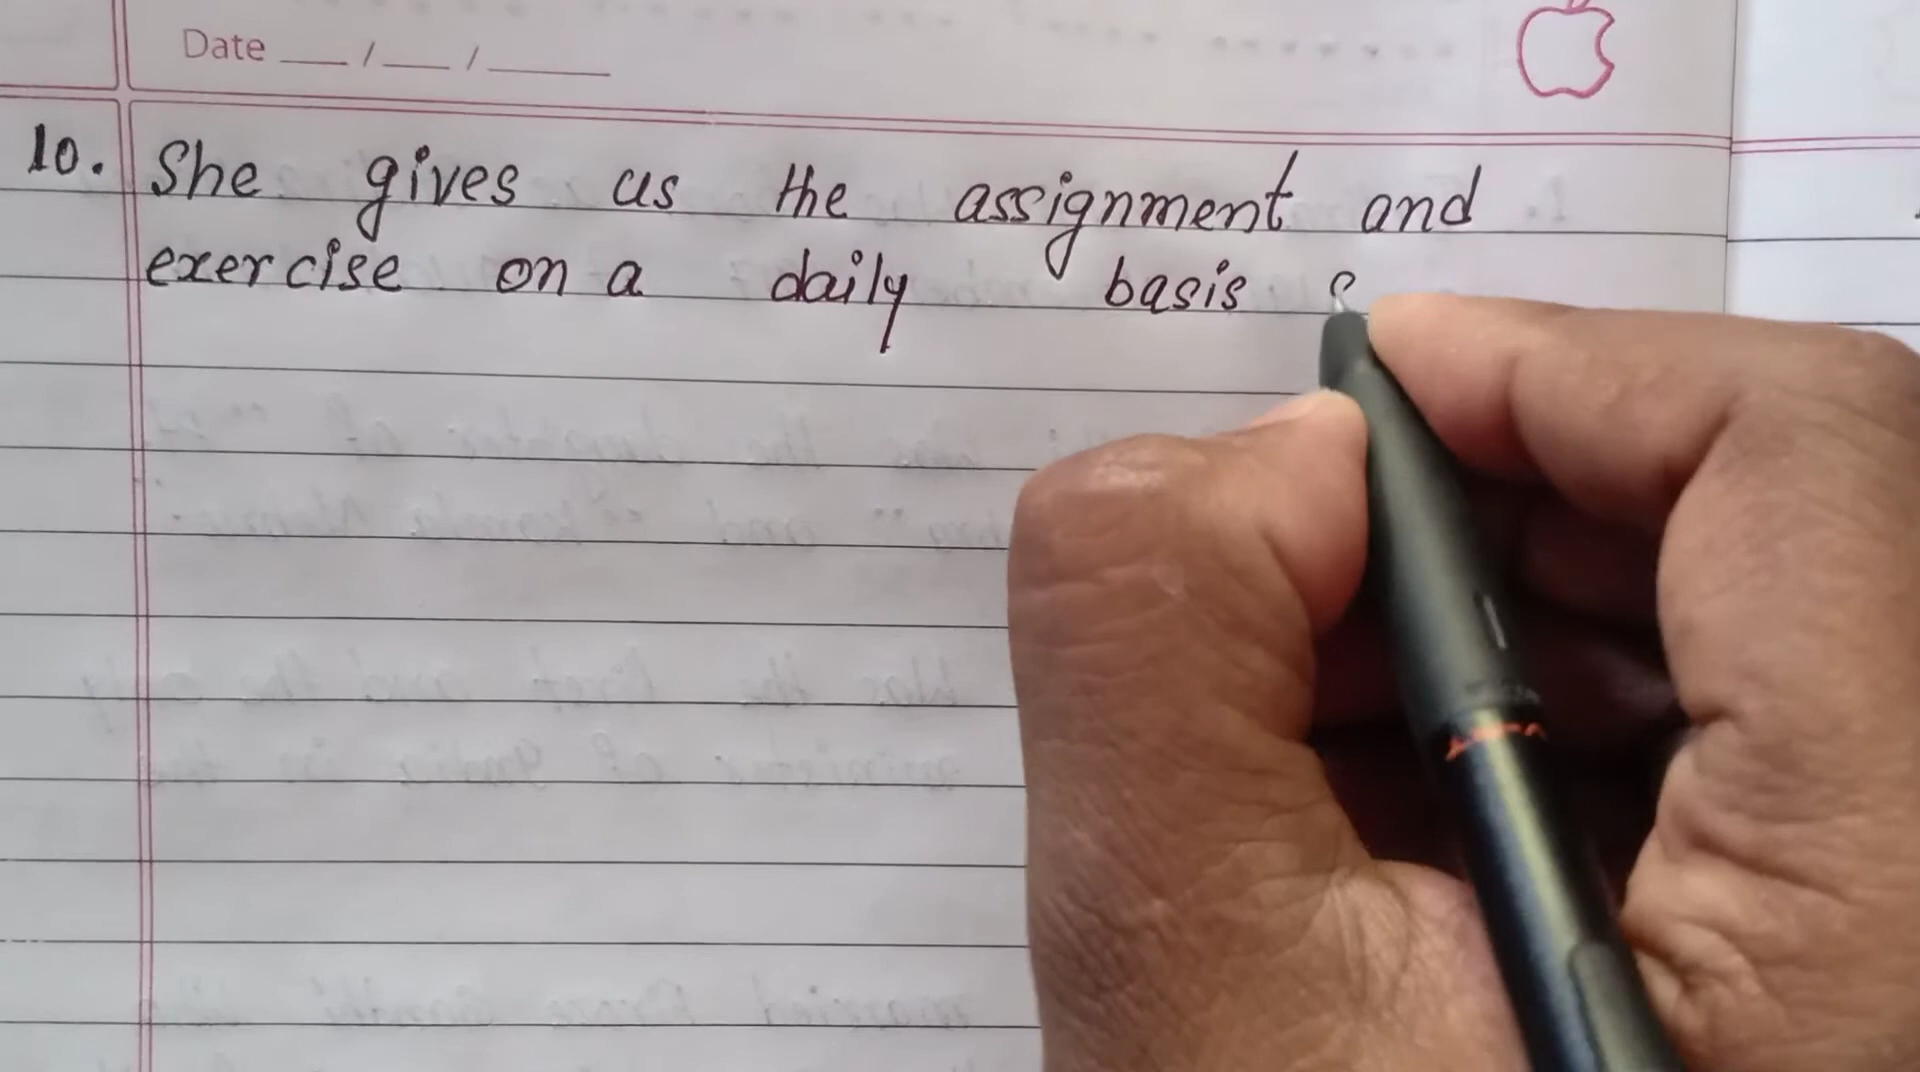 Date __ / __ / ____
10. She gives us the assignment and
exercise on a daily basis